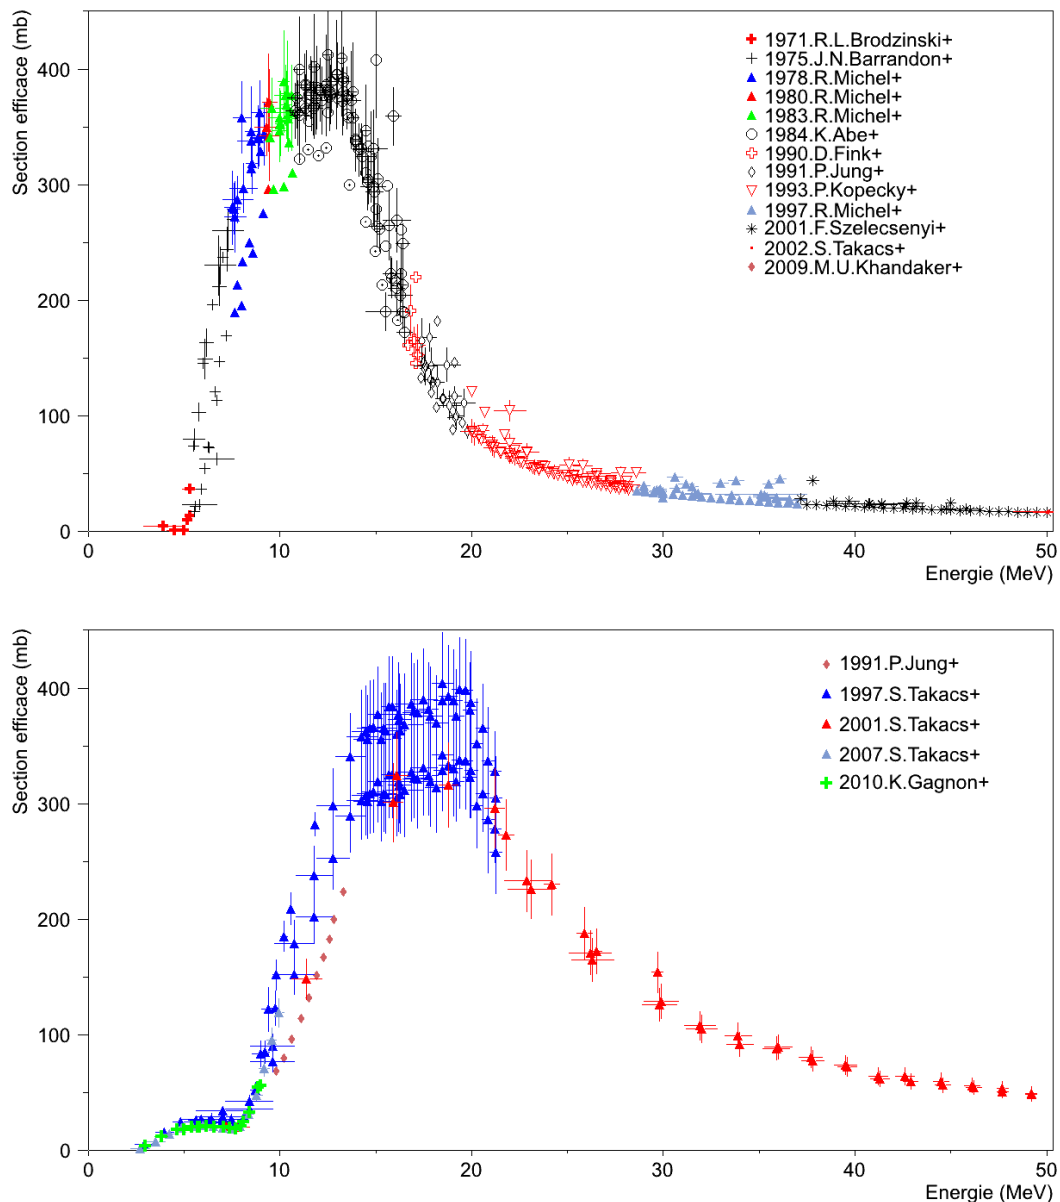 Section efficace (mb)
400
300
200
100
0
1971.R.L.Brodzinski+
1975.J.N.Barrandon+
1978.R.Michel+
1980.R.Michel+
1983.R.Michel+
1984.K.Abe+
1990.D.Fink+
1991.P.Jung+
1993.P.Kopecky+
1997.R.Michel+
2001.F.Szelecsenyi+
2002.S.Takacs+
2009.M.U.Khandaker+
0 10 20 30 40 50
Energie (MeV)
Section efficace (mb)
400
300
200
100
0
1991.P.Jung+
1997.S.Takacs+
2001.S.Takacs+
2007.S.Takacs+
2010.K.Gagnon+
0 10 20 30 40 50
Energie (MeV)